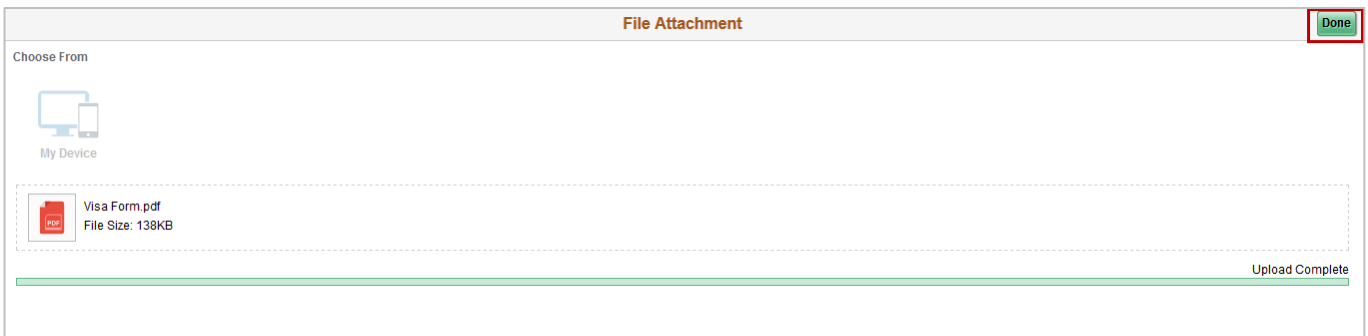 File Attachment
Done
Choose From
My Device
PDF
Visa Form.pdf
File Size: 138KB
Upload Complete